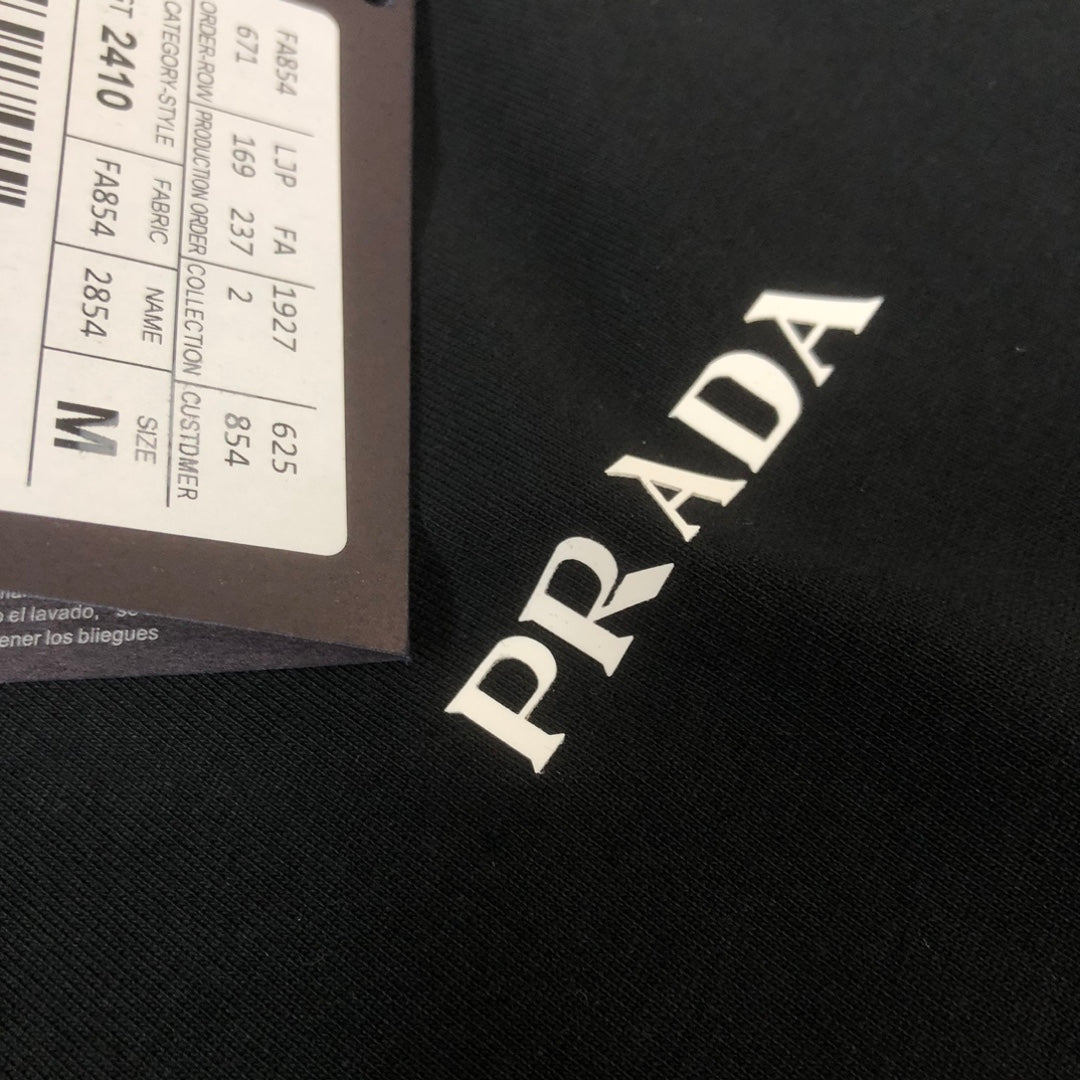 FA854 LJP FA 1927 625
671 169 237 2 854
ORDER-ROW PRODUCTION ORDER COLLECTION CUSTDMER
CATEGORY-STYLE FABRIC NAME SIZE
ST 2410 FA854 2854 M
el lavado,
ener los bliegues
PRADA